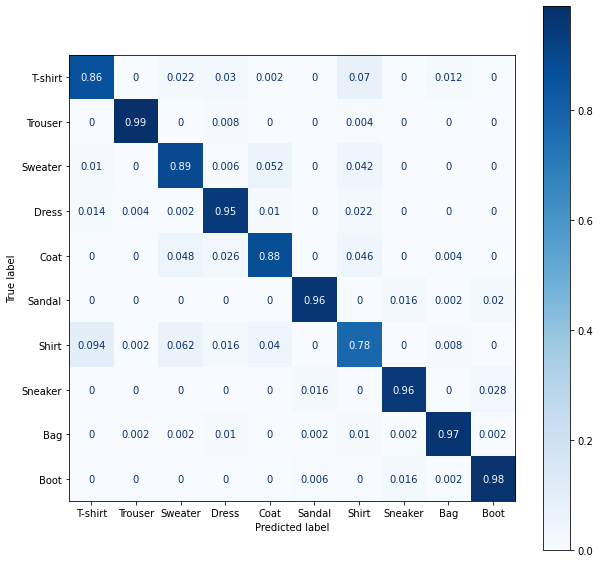 T-shirt 0.86 0 0.022 0.03 0.002 0 0.07 0 0.012 0
Trouser 0 0.99 0 0.008 0 0 0.004 0 0 0
Sweater 0.01 0 0.89 0.006 0.052 0 0.042 0 0 0
Dress 0.014 0.004 0.002 0.95 0.01 0 0.022 0 0 0
Coat 0 0 0.048 0.026 0.88 0 0.046 0 0.004 0
Sandal 0 0 0 0 0 0.96 0 0.016 0.002 0.02
Shirt 0.094 0.002 0.062 0.016 0.04 0 0.78 0 0.008 0
Sneaker 0 0 0 0 0 0.016 0 0.96 0 0.028
Bag 0 0.002 0.002 0.01 0 0.002 0.01 0.002 0.97 0.002
Boot 0 0 0 0 0 0.006 0 0.016 0.002 0.98
T-shirt Trouser Sweater Dress Coat Sandal Shirt Sneaker Bag Boot
Predicted label
True label
0.8
0.6
0.4
0.2
0.0